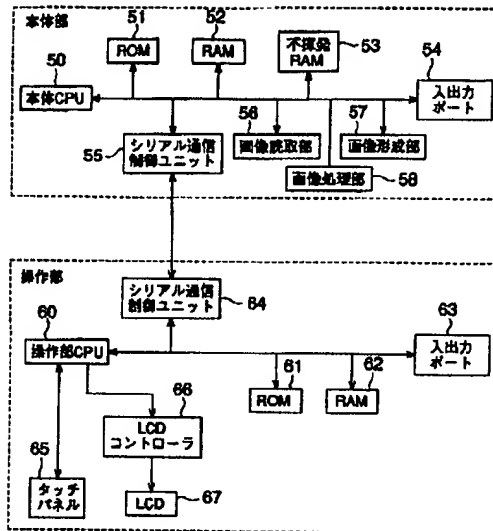 本体部
51
52
53
54
50
ROM
RAM
不揮発
RAM
入出力
ポート
本体CPU
55
シリアル通信
制御ユニット
56
画像読取部
57
画像形成部
画像処理部
58
操作部
シリアル通信
制御ユニット
64
60
操作部CPU
63
入出力
ポート
61
ROM
62
RAM
66
LCD
コントローラ
65
タッチ
パネル
LCD
67